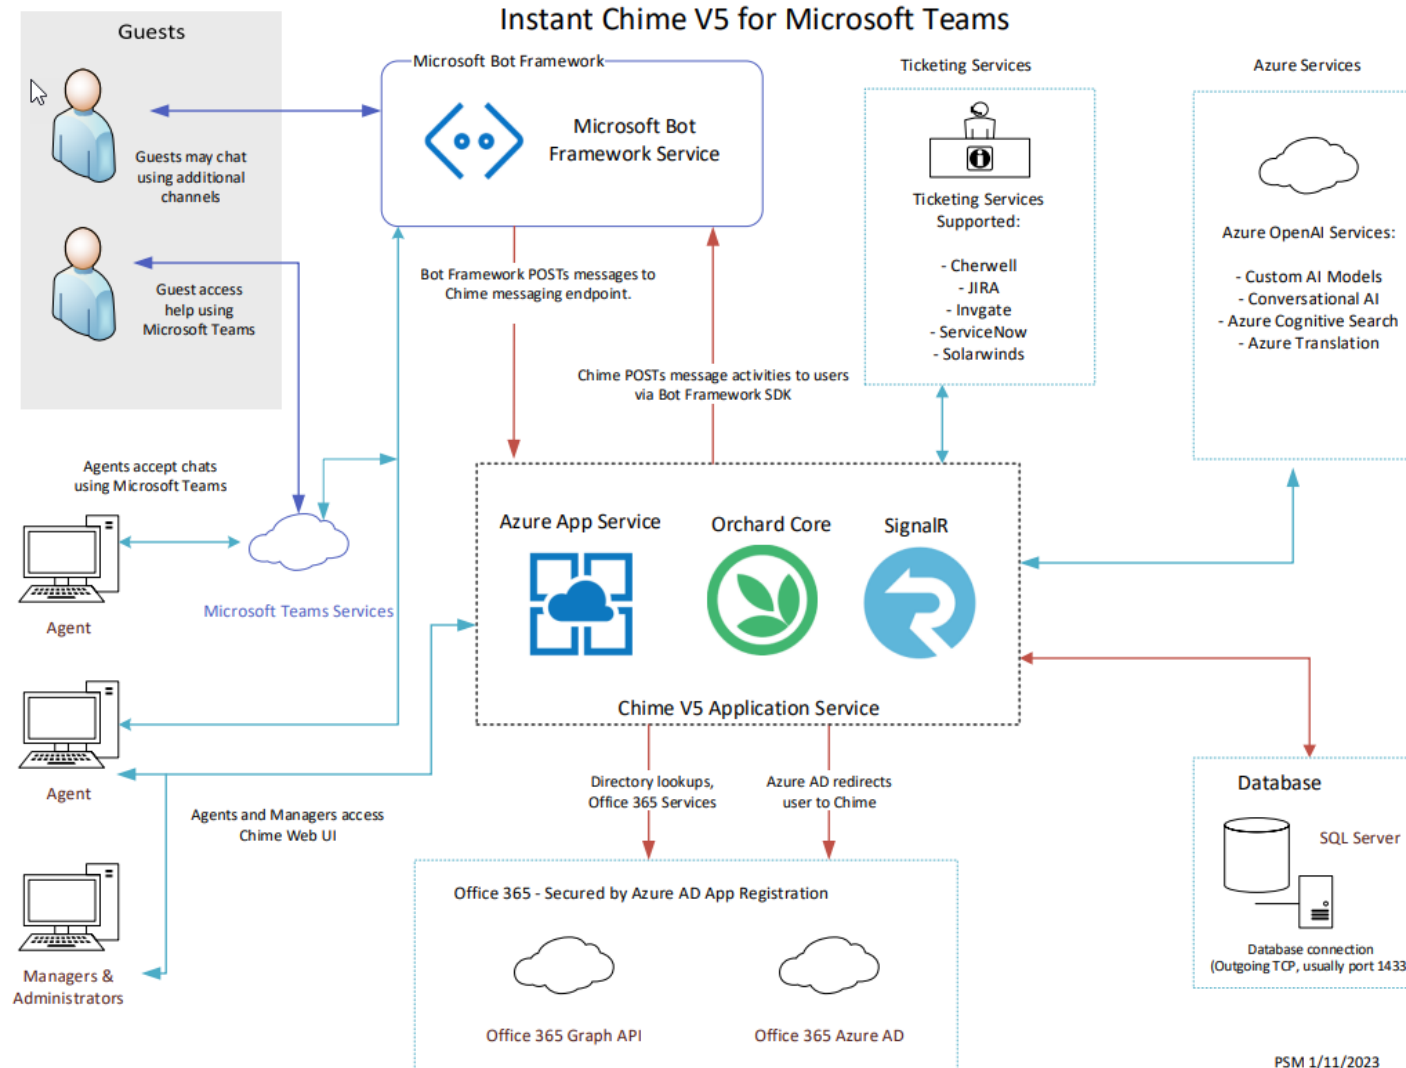 Instant Chime V5 for Microsoft Teams
Guests
Guests may chat
using additional
channels
Guest access
help using
Microsoft Teams
Microsoft Bot Framework
Microsoft Bot
Framework Service
Ticketing Services
Ticketing Services
Supported:
- Cherwell
- JIRA
- Invgate
- ServiceNow
- Solarwinds
Azure Services
Azure OpenAI Services:
- Custom AI Models
- Conversational AI
- Azure Cognitive Search
- Azure Translation
Bot Framework POSTs messages to
Chime messaging endpoint.
Chime POSTs message activities to users
via Bot Framework SDK
Agents accept chats
using Microsoft Teams
Agent
Microsoft Teams Services
Azure App Service
Orchard Core
SignalR
Chime V5 Application Service
Agent
Agents and Managers access
Chime Web UI
Managers &
Administrators
Directory lookups,
Office 365 Services
Azure AD redirects
user to Chime
Office 365 - Secured by Azure AD App Registration
Office 365 Graph API
Office 365 Azure AD
Database
SQL Server
Database connection
(Outgoing TCP, usually port 1433
PSM 1/11/2023